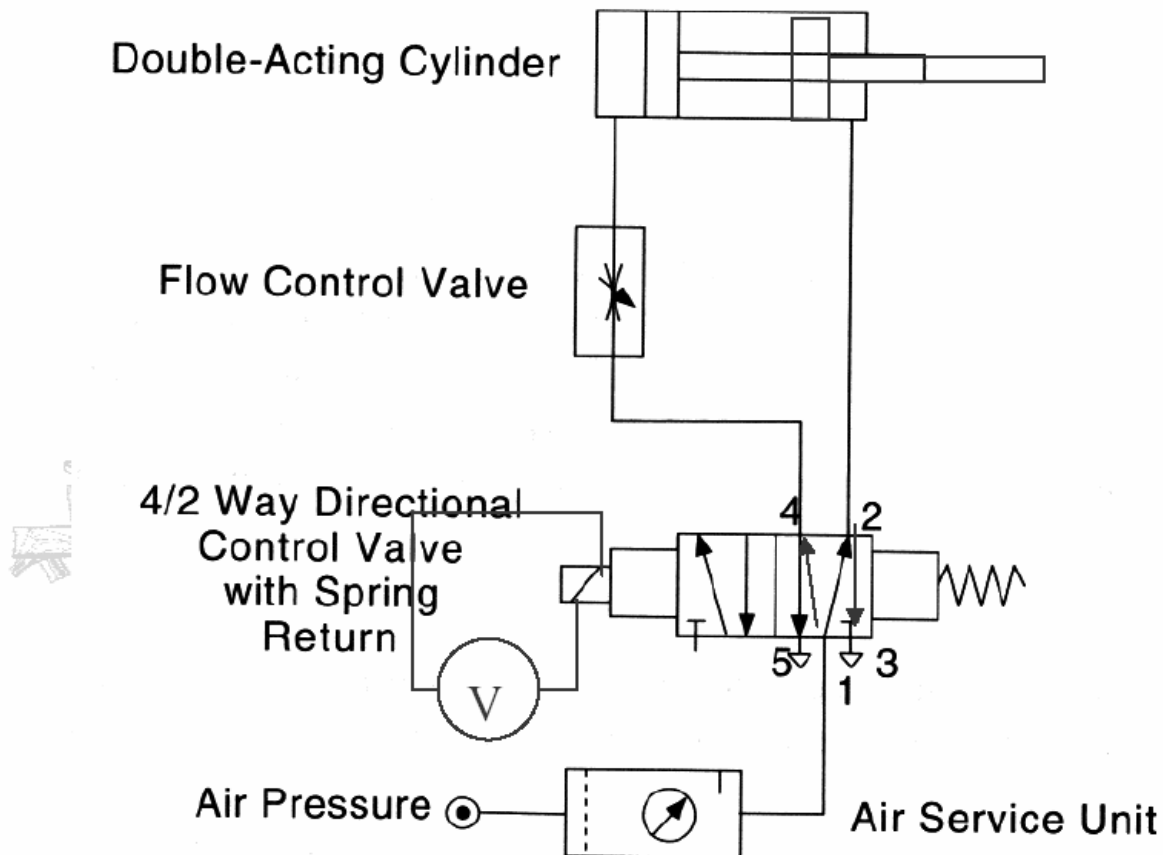 Double-Acting Cylinder
Flow Control Valve
4/2 Way Directional
Control Valve
with Spring
Return
4
2
5
3
1
V
Air Pressure
Air Service Unit